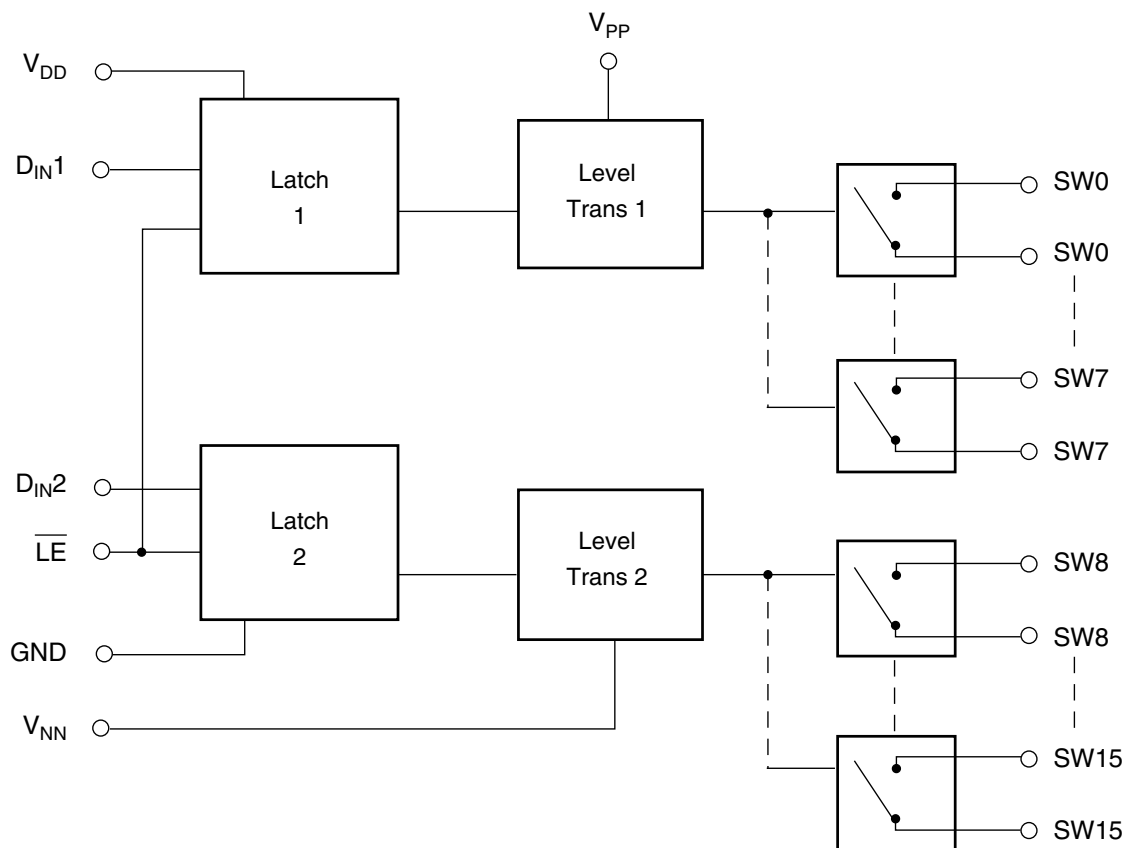 V_PP
V_DD
D_IN1
Latch
1
Level
Trans 1
SW0
SW0
SW7
SW7
D_IN2
L̅E̅
Latch
2
Level
Trans 2
SW8
SW8
GND
V_NN
SW15
SW15